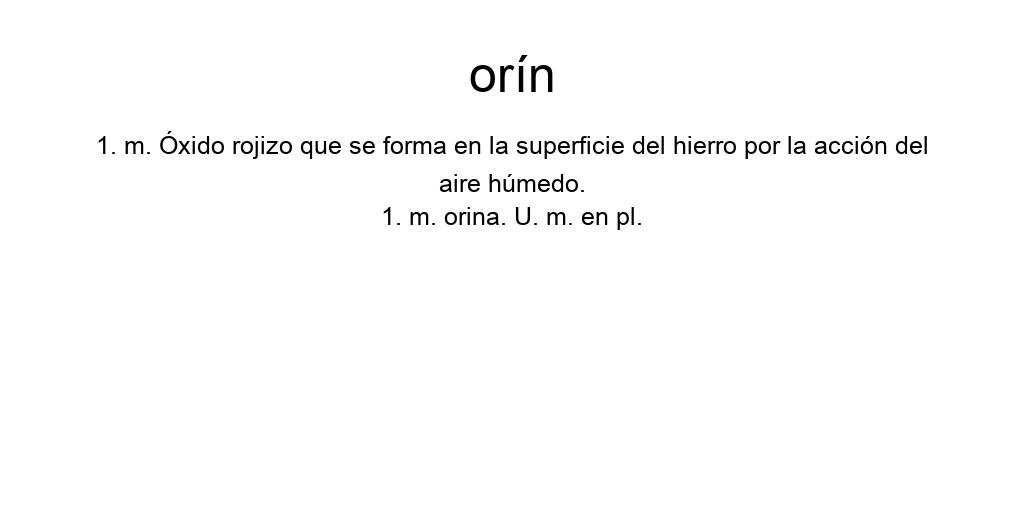 orín
1. m. Óxido rojizo que se forma en la superficie del hierro por la acción del
aire húmedo.
1. m. orina. U. m. en pl.